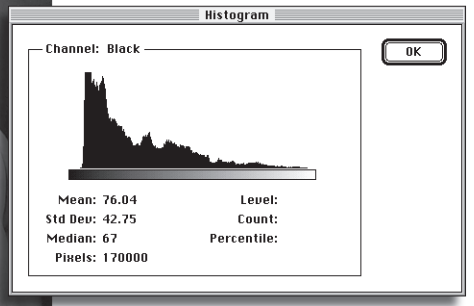 Histogram
Channel: Black
OK
Mean: 76.04 Level:
Std Dev: 42.75 Count:
Median: 67 Percentile:
Pixels: 170000